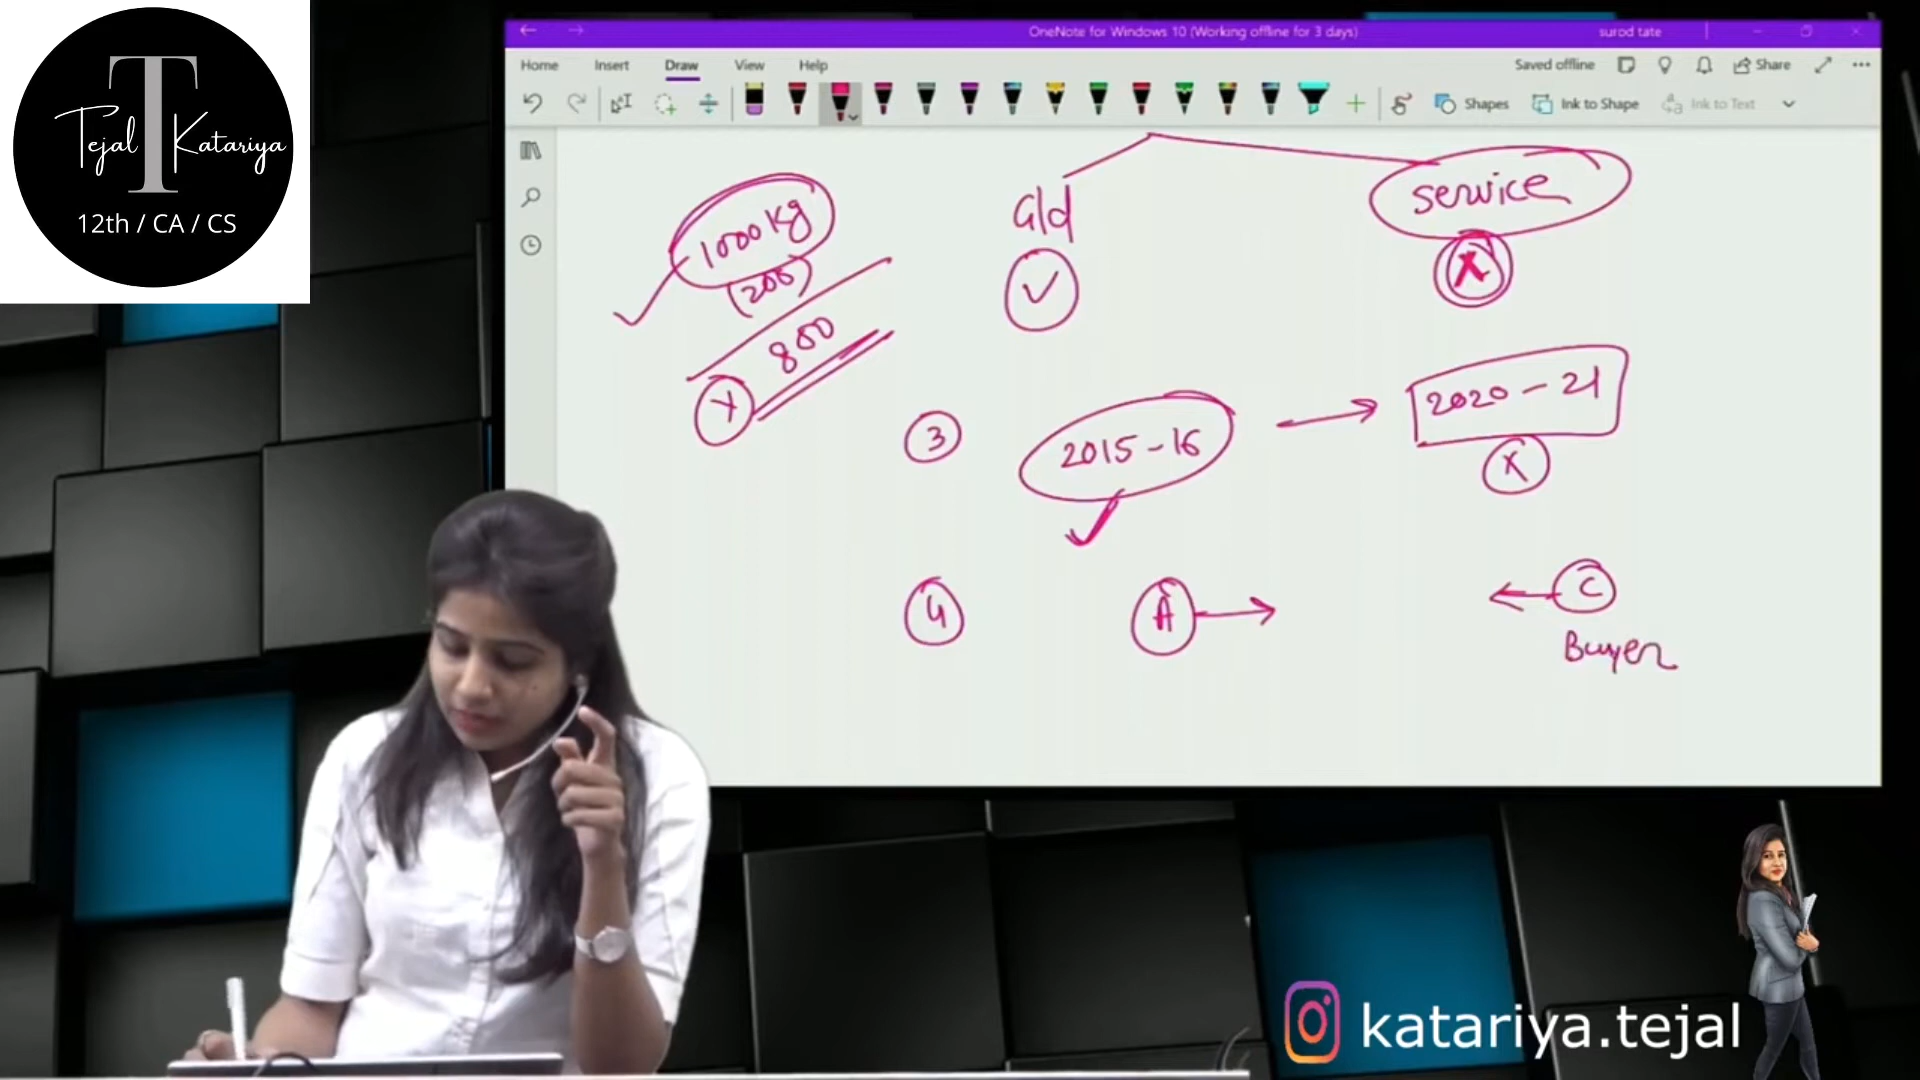 T
Tejal Katariya
12th / CA / CS
OneNote for Windows 10 (Working offline for 3 days)
surod tate
Home Insert Draw View Help
Saved offline
Share
Shapes
Ink to Shape
Ink to Text
1000 kg
(200)
800
X
Gld
service
X
3
2015-16
2020-21
X
4
A
C
Buyer
katariya.tejal